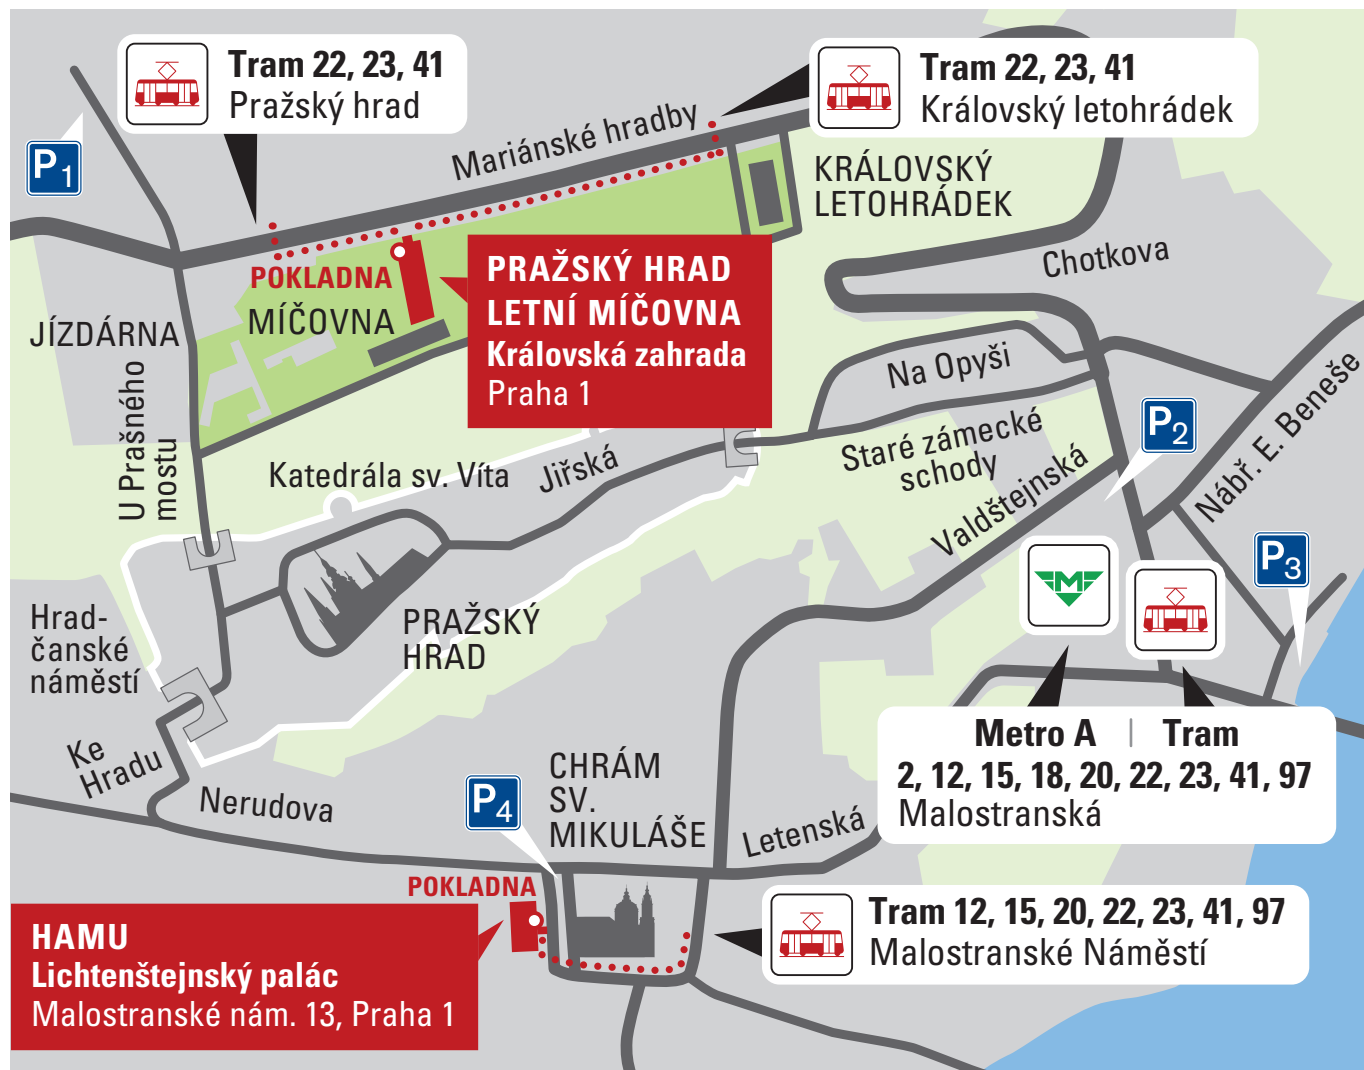 Tram 22, 23, 41
Pražský hrad
Tram 22, 23, 41
Královský letohrádek
P1
Mariánské hradby
KRÁLOVSKÝ
LETOHRÁDEK
Chotkova
POKLADNA
MÍČOVNA
PRAŽSKÝ HRAD
LETNÍ MÍČOVNA
Královská zahrada
Praha 1
JÍZDÁRNA
U Prašného
mostu
Na Opyši
P2
Nábř. E. Beneše
Staré zámecké
schody
Valdštejnská
Katedrála sv. Víta
Jiřská
P3
M
Hrad-
čanské
náměstí
PRAŽSKÝ
HRAD
Ke
Hradu
Nerudova
Metro A | Tram
2, 12, 15, 18, 20, 22, 23, 41, 97
Malostranská
P4
CHRÁM
SV.
MIKULÁŠE
Letenská
POKLADNA
HAMU
Lichtenštejnský palác
Malostranské nám. 13, Praha 1
Tram 12, 15, 20, 22, 23, 41, 97
Malostranské Náměstí